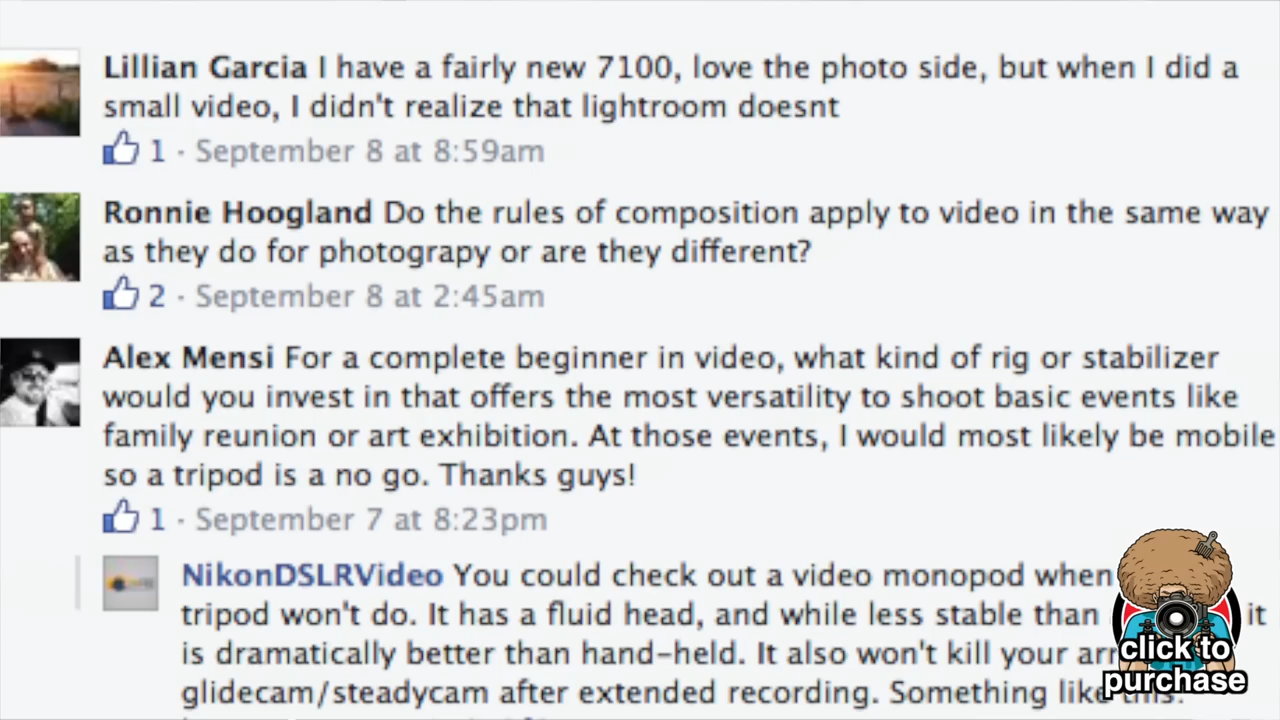 Lillian Garcia I have a fairly new 7100, love the photo side, but when I did a
small video, I didn't realize that lightroom doesnt
1 · September 8 at 8:59am
Ronnie Hoogland Do the rules of composition apply to video in the same way
as they do for photograpy or are they different?
2 · September 8 at 2:45am
Alex Mensi For a complete beginner in video, what kind of rig or stabilizer
would you invest in that offers the most versatility to shoot basic events like
family reunion or art exhibition. At those events, I would most likely be mobile
so a tripod is a no go. Thanks guys!
1 · September 7 at 8:23pm
NikonDSLRVideo You could check out a video monopod when
tripod won't do. It has a fluid head, and while less stable than it
is dramatically better than hand-held. It also won't kill your
glidecam/steadycam after extended recording. Something like this:
click to
purchase